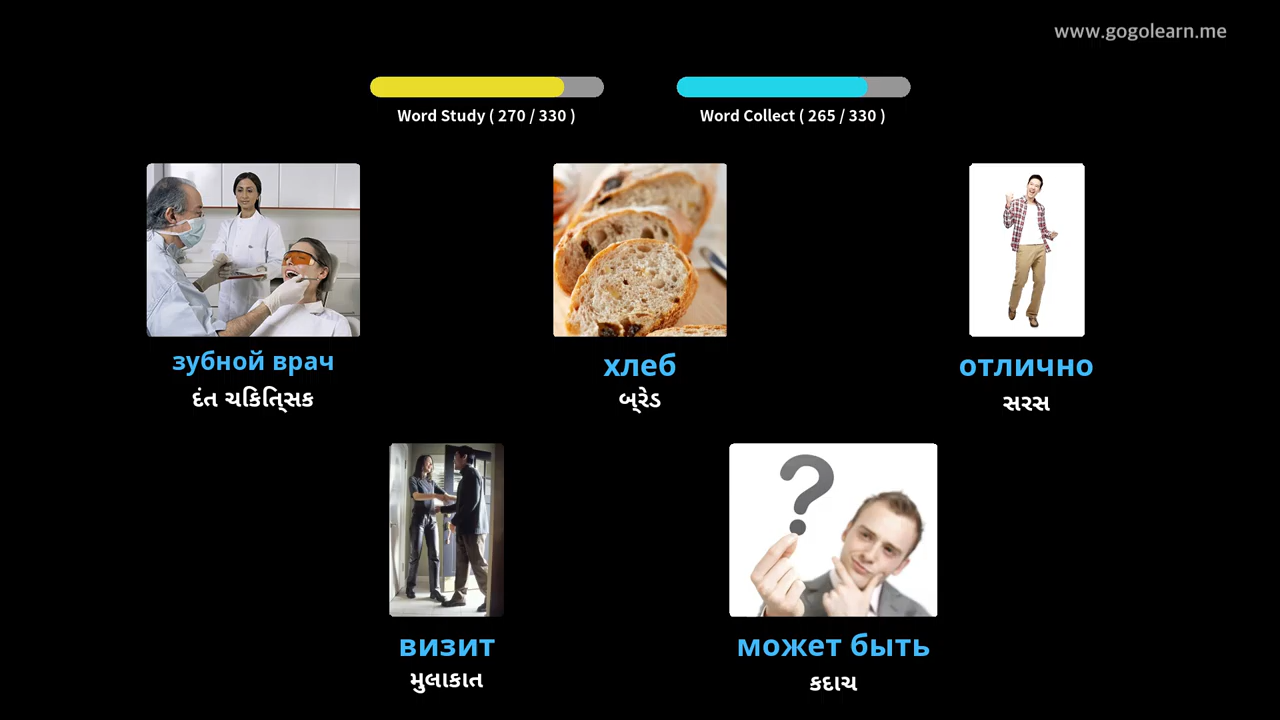 www.gogolearn.me
Word Study ( 270 / 330 )
Word Collect ( 265 / 330 )
зубной врач
દંત ચકિત્િસક
хлеб
બ્રેડ
отлично
સરસ
визит
મુલાકાત
может быть
કદાચ